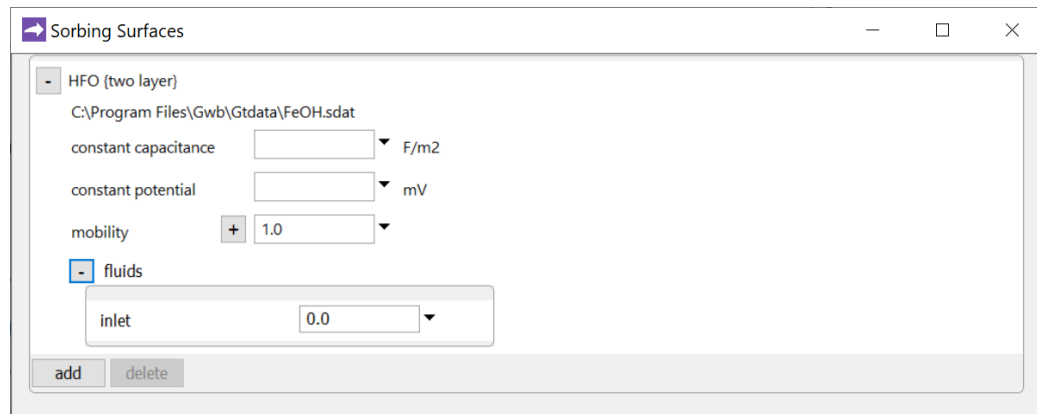 Sorbing Surfaces
- HFO {two layer}
C:\Program Files\Gwb\Gtdata\FeOH.sdat
constant capacitance F/m2
constant potential mV
mobility + 1.0
- fluids
inlet 0.0
add delete